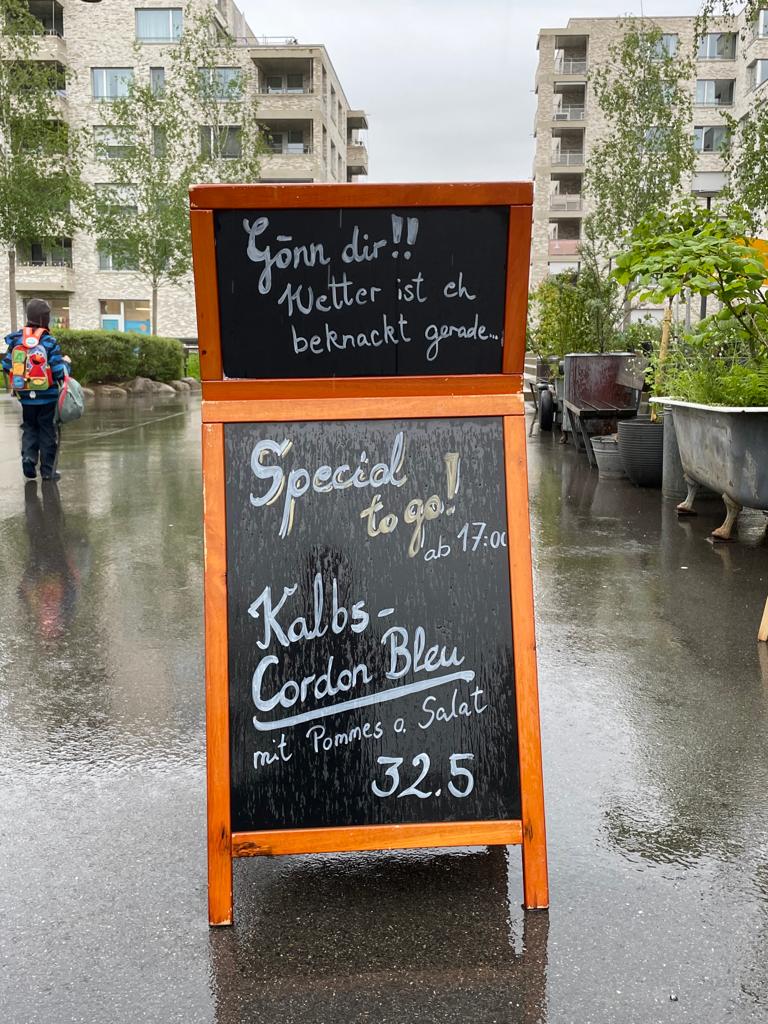 Gönn dir!!
Wetter ist eh
beknackt gerade...
Special
to go!
ab 17:00
Kalbs-
Cordon Bleu
mit Pommes o. Salat
32.5